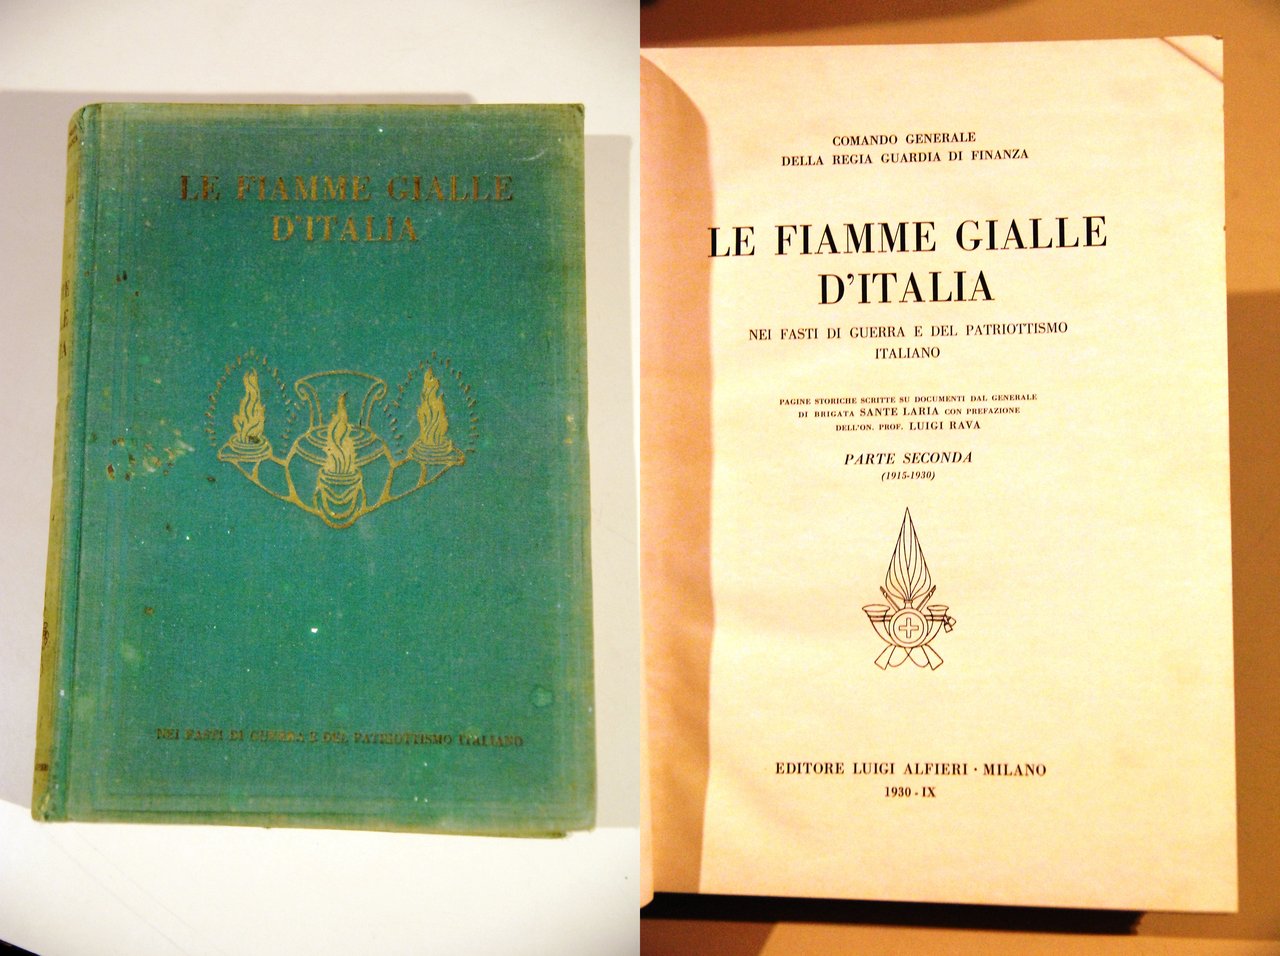 LE FIAMME GIALLE
D'ITALIA
NEI FASTI DI GUERRA E DEL PATRIOTTISMO ITALIANO
COMANDO GENERALE
DELLA REGIA GUARDIA DI FINANZA
LE FIAMME GIALLE
D'ITALIA
NEI FASTI DI GUERRA E DEL PATRIOTTISMO
ITALIANO
PAGINE STORICHE SCRITTE SU DOCUMENTI DAL GENERALE
DI BRIGATA SANTE LARIA CON PREFAZIONE
DELL'ON. PROF. LUIGI RAVA
PARTE SECONDA
(1915-1930)
EDITORE LUIGI ALFIERI · MILANO
1930 - IX